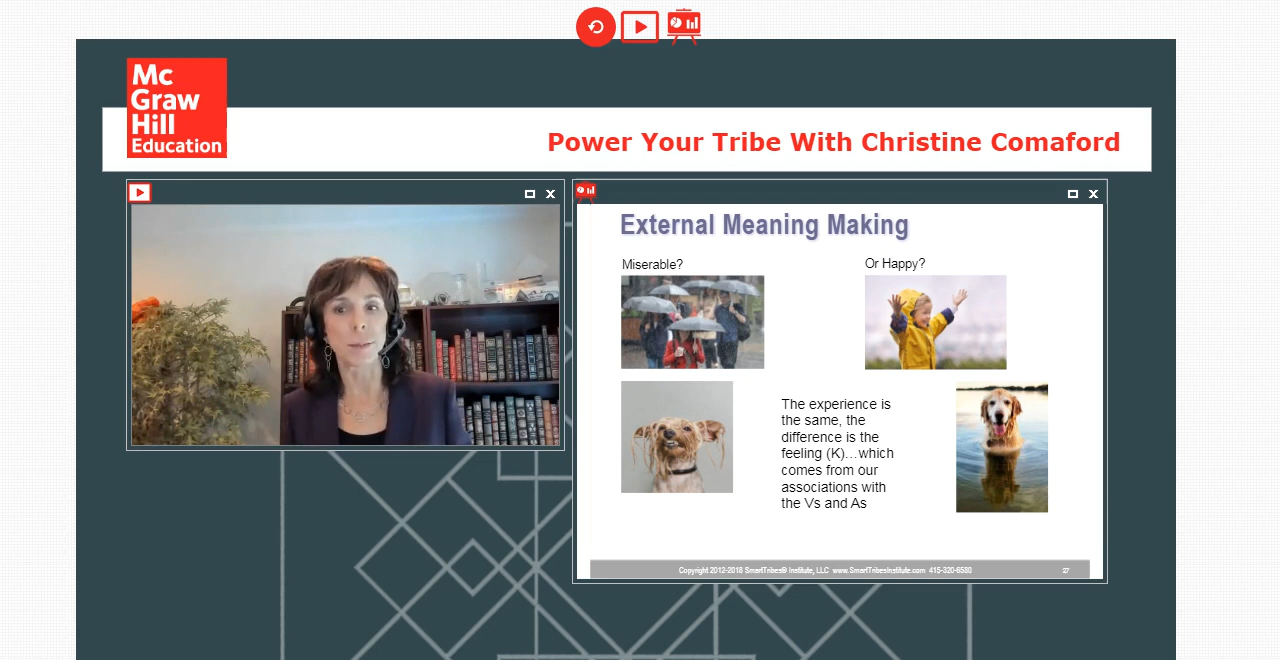 Mc
Graw
Hill
Education
Power Your Tribe With Christine Comaford
External Meaning Making
Miserable?
Or Happy?
The experience is
the same, the
difference is the
feeling (K)...which
comes from our
associations with
the Vs and As
Copyright 2012-2018 SmartTribes® Institute, LLC www.SmartTribesInstitute.com 415-320-6580
27